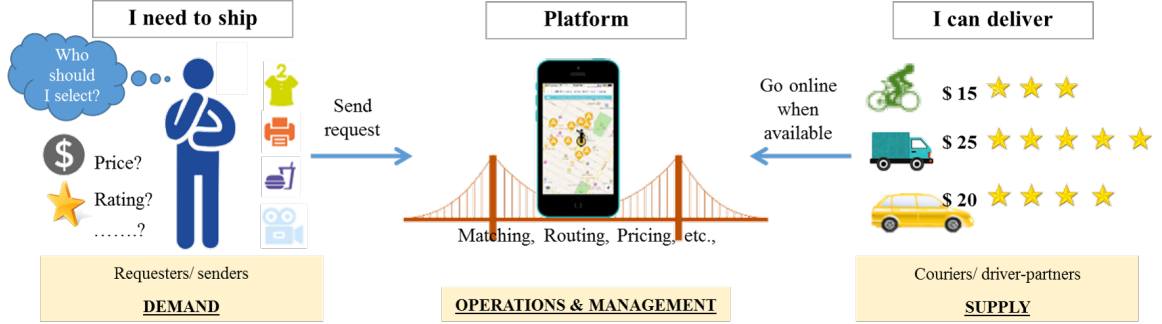 I need to ship
Platform
I can deliver
Who
should
I select?
2
$
Price?
Rating?
…….?
Send
request
Go online
when
available
$ 15
$ 25
$ 20
Matching, Routing, Pricing, etc.,
Requesters/ senders
DEMAND
OPERATIONS & MANAGEMENT
Couriers/ driver-partners
SUPPLY